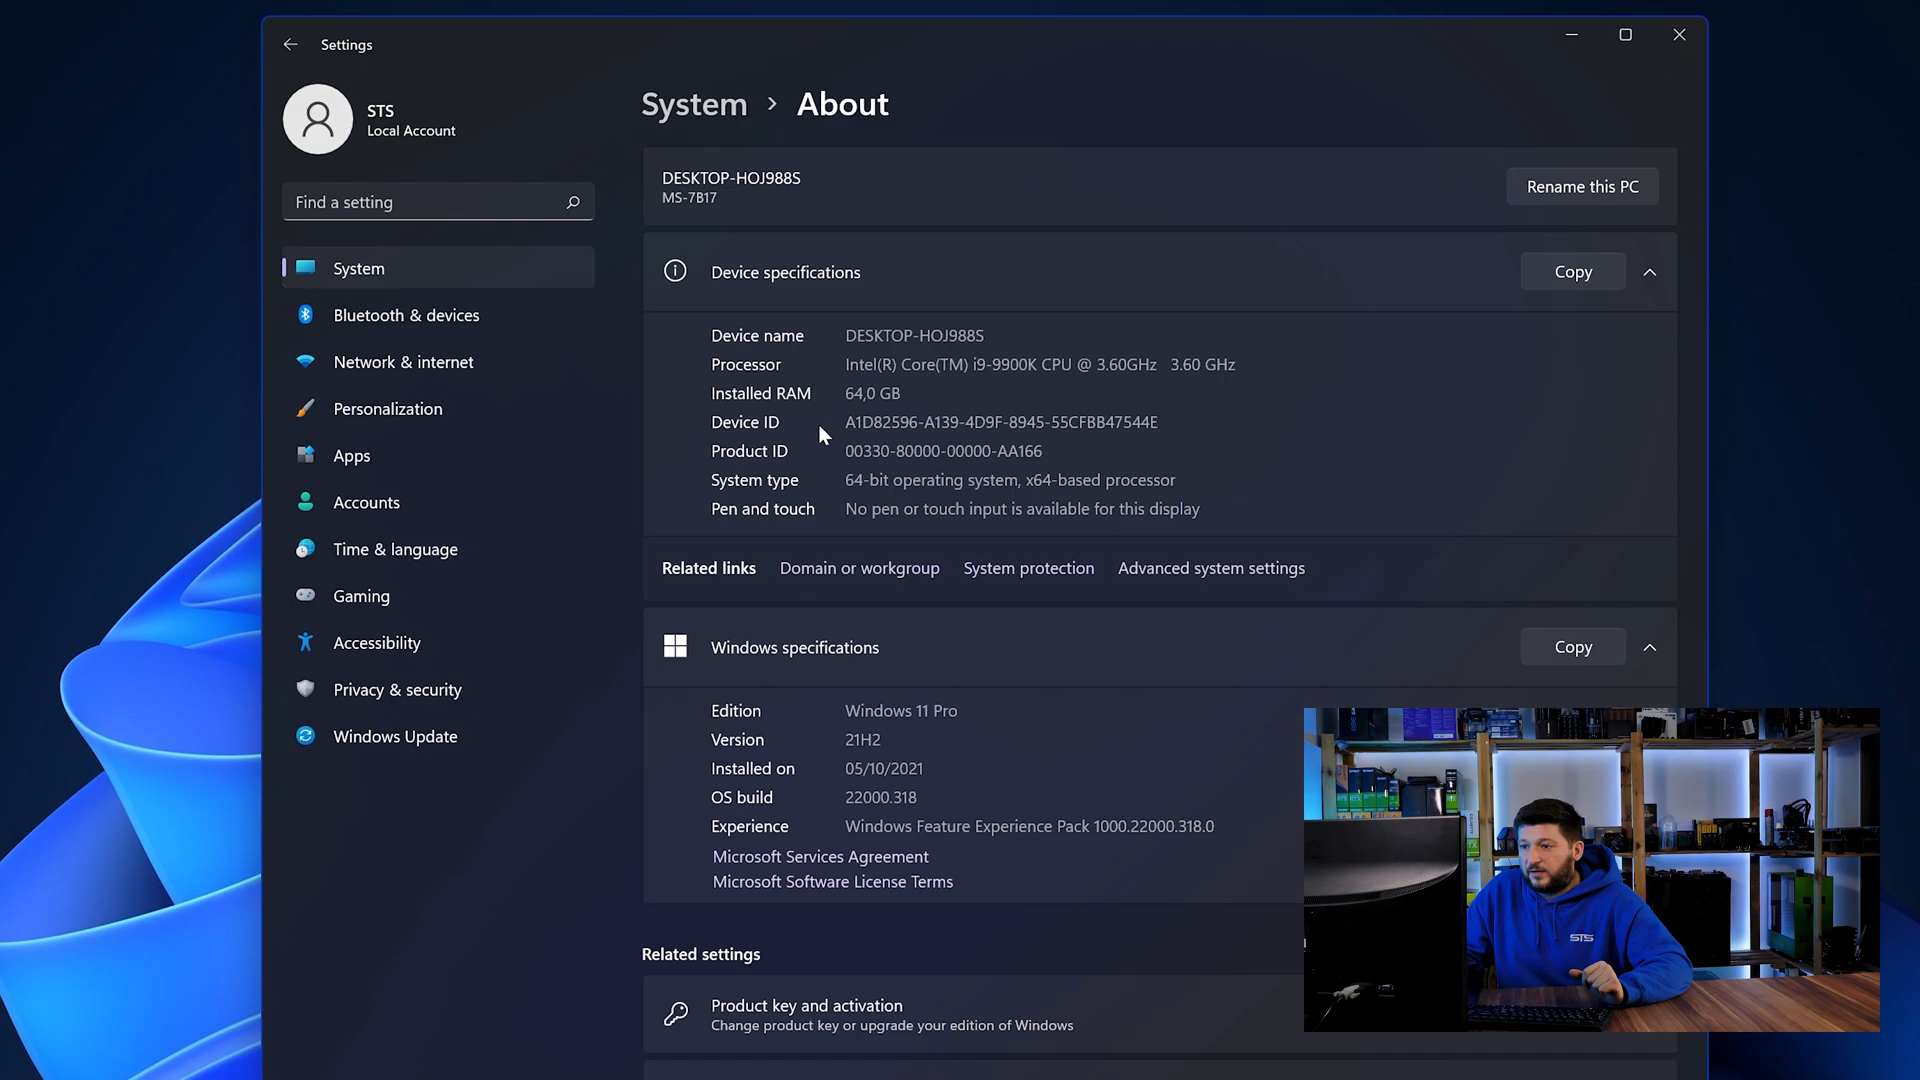 Settings
STS
Local Account
Find a setting
System
Bluetooth & devices
Network & internet
Personalization
Apps
Accounts
Time & language
Gaming
Accessibility
Privacy & security
Windows Update
System > About
DESKTOP-HOJ988S
MS-7B17
Rename this PC
Device specifications
Copy
Device name DESKTOP-HOJ988S
Processor Intel(R) Core(TM) i9-9900K CPU @ 3.60GHz 3.60 GHz
Installed RAM 64,0 GB
Device ID A1D82596-A139-4D9F-8945-55CFBB47544E
Product ID 00330-80000-00000-AA166
System type 64-bit operating system, x64-based processor
Pen and touch No pen or touch input is available for this display
Related links Domain or workgroup System protection Advanced system settings
Windows specifications
Copy
Edition Windows 11 Pro
Version 21H2
Installed on 05/10/2021
OS build 22000.318
Experience Windows Feature Experience Pack 1000.22000.318.0
Microsoft Services Agreement
Microsoft Software License Terms
Related settings
Product key and activation
Change product key or upgrade your edition of Windows
STS